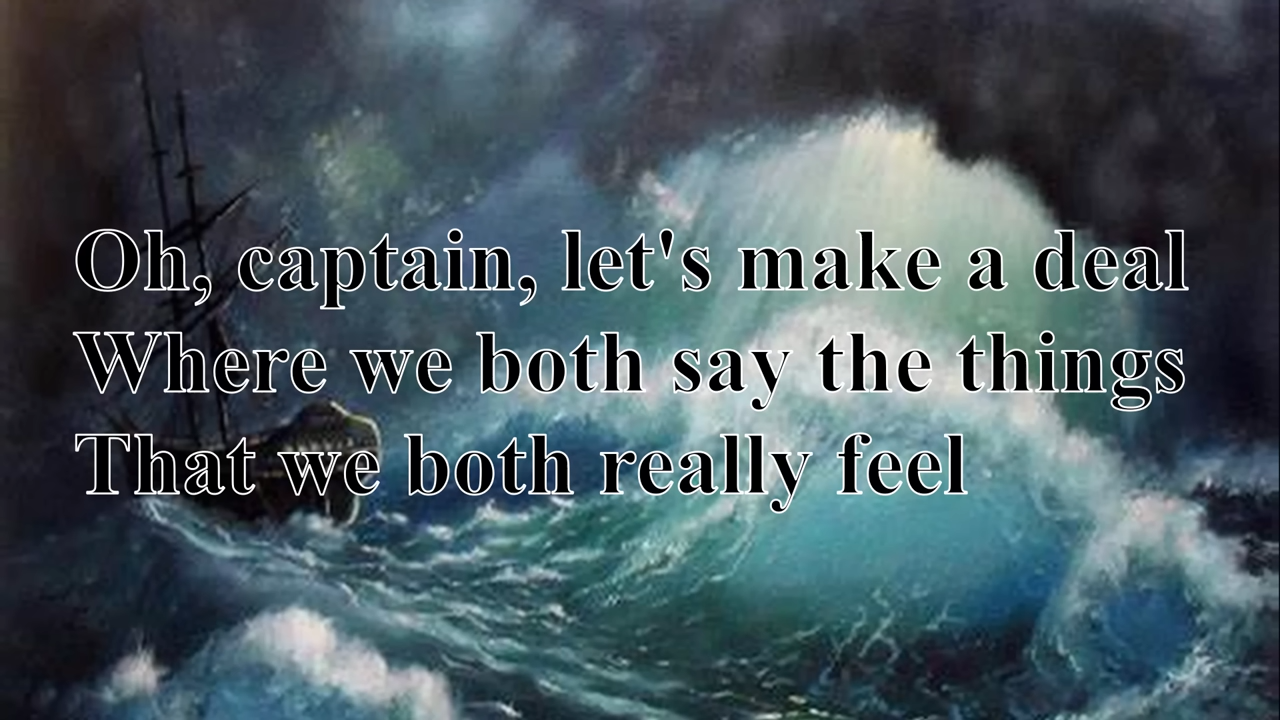 Oh, captain, let's make a deal
Where we both say the things
That we both really feel